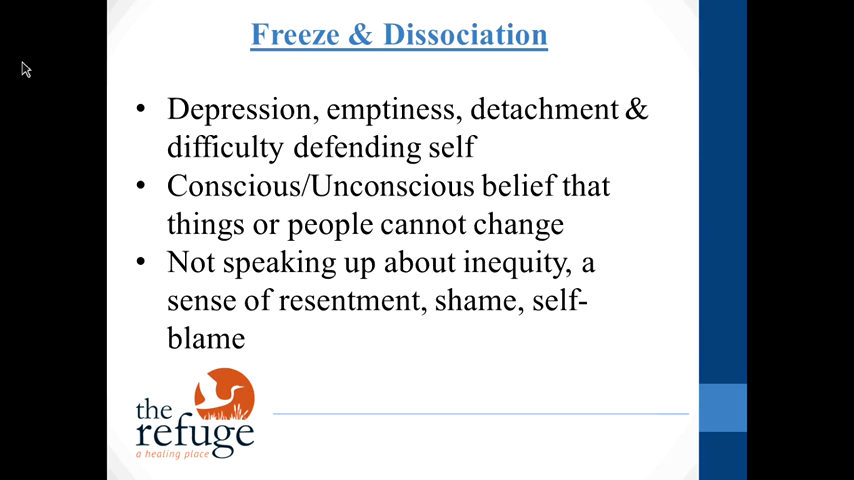 Freeze & Dissociation
• Depression, emptiness, detachment &
difficulty defending self
• Conscious/Unconscious belief that
things or people cannot change
• Not speaking up about inequity, a
sense of resentment, shame, self-
blame
the
refuge
a healing place